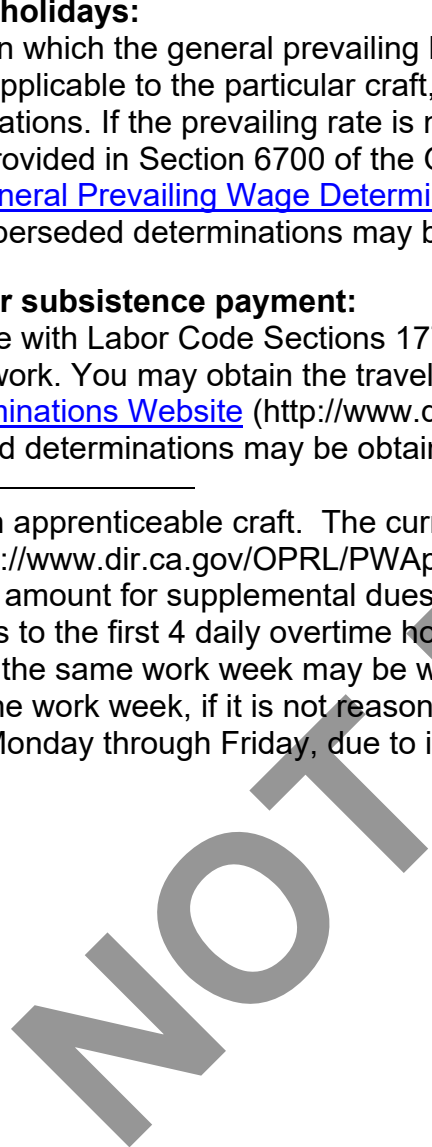 holidays:
n which the general prevailing
pplicable to the particular craft,
ations. If the prevailing rate is
rovided in Section 6700 of the
neral Prevailing Wage Determi
perseded determinations may b
r subsistence payment:
e with Labor Code Sections 17
work. You may obtain the travel
ninations Website (http://www.d
d determinations may be obtai
n apprenticeable craft. The cur
://www.dir.ca.gov/OPRL/PWAp
amount for supplemental dues
s to the first 4 daily overtime ho
the same work week may be w
ne work week, if it is not reason
Monday through Friday, due to i
NOT